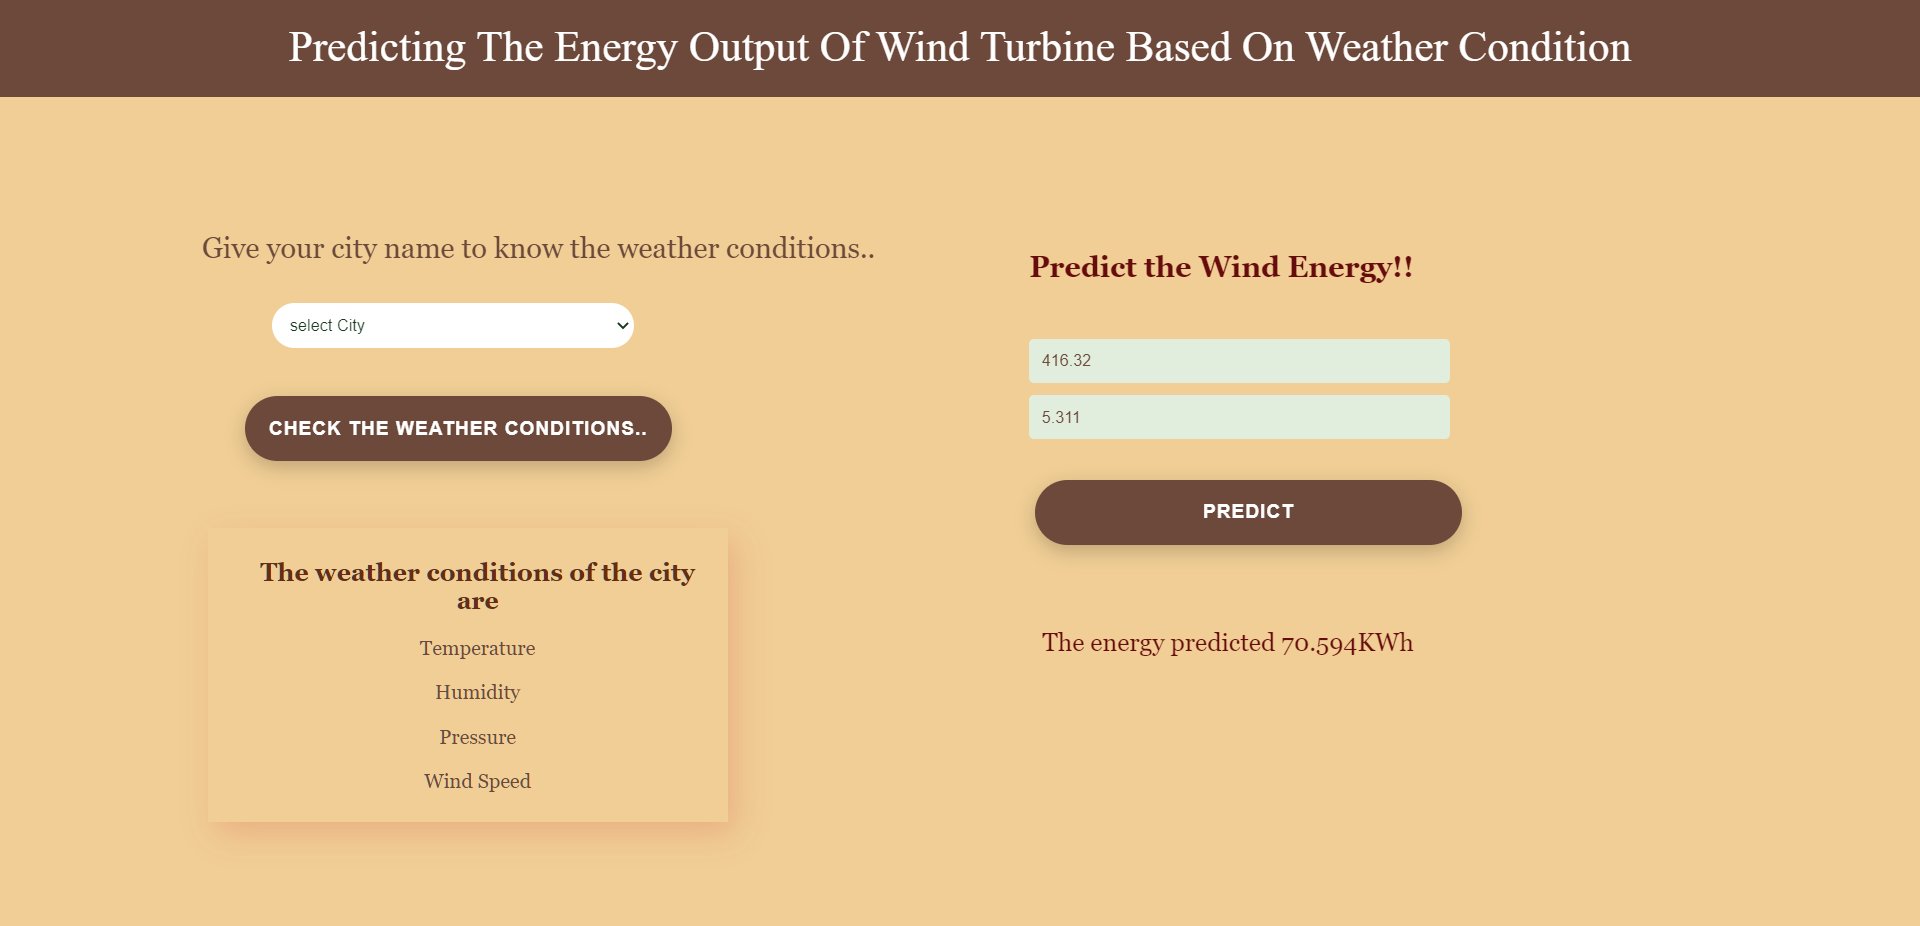 Predicting The Energy Output Of Wind Turbine Based On Weather Condition
Give your city name to know the weather conditions..
select City
CHECK THE WEATHER CONDITIONS..
The weather conditions of the city
are
Temperature
Humidity
Pressure
Wind Speed
Predict the Wind Energy!!
416.32
5.311
PREDICT
The energy predicted 70.594KWh